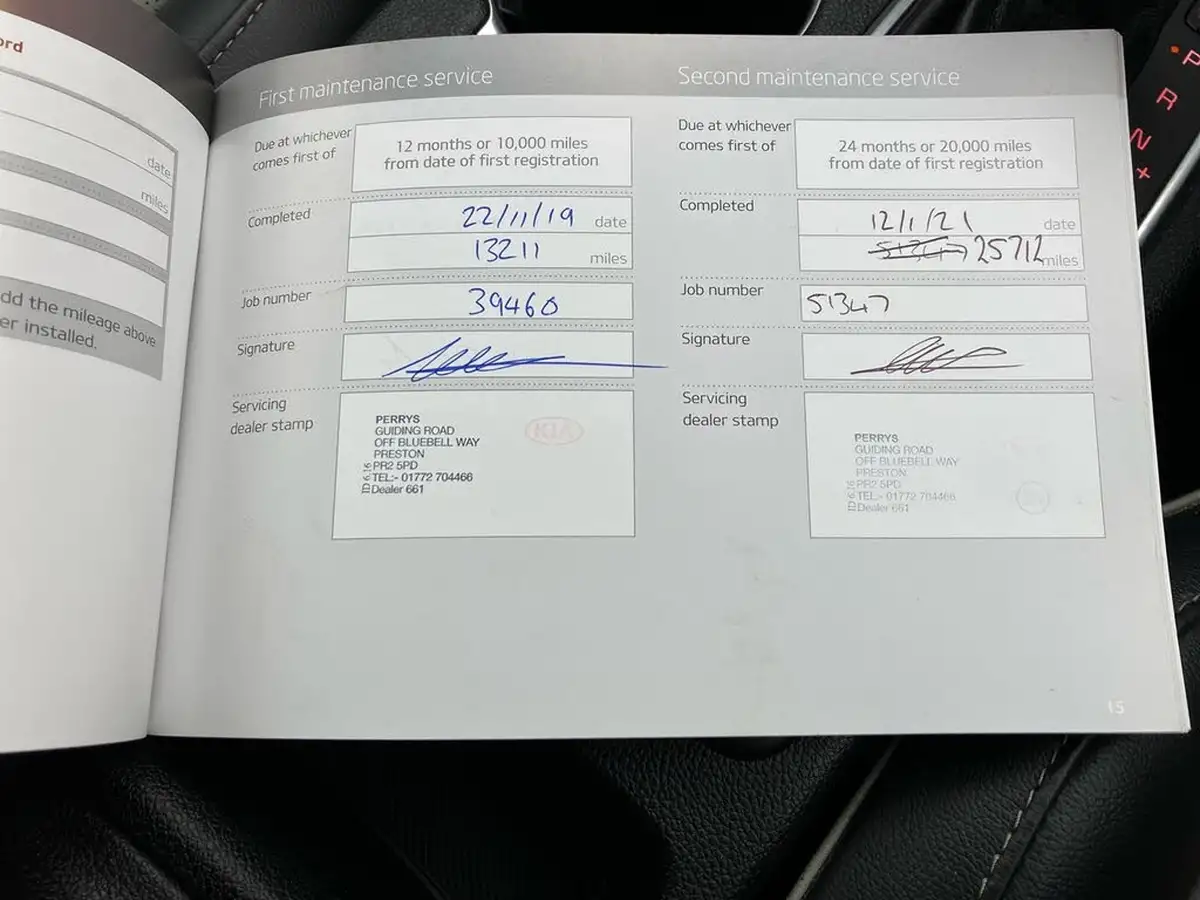 ord
date
miles
dd the mileage above
er installed.
First maintenance service
Due at whichever
comes first of
12 months or 10,000 miles
from date of first registration
Completed
22/11/19 date
13211 miles
Job number
39460
Signature
Servicing
dealer stamp
PERRYS
GUIDING ROAD
OFF BLUEBELL WAY
PRESTON
PR2 5PD
TEL:- 01772 704466
Dealer 661
KIA
Second maintenance service
Due at whichever
comes first of
24 months or 20,000 miles
from date of first registration
Completed
12/1/21 date
51347 25712 miles
Job number
51347
Signature
Servicing
dealer stamp
PERRYS
GUIDING ROAD
OFF BLUEBELL WAY
PRESTON
PR2 5PD
TEL:- 01772 704466
Dealer 661
15
P
R
N
+